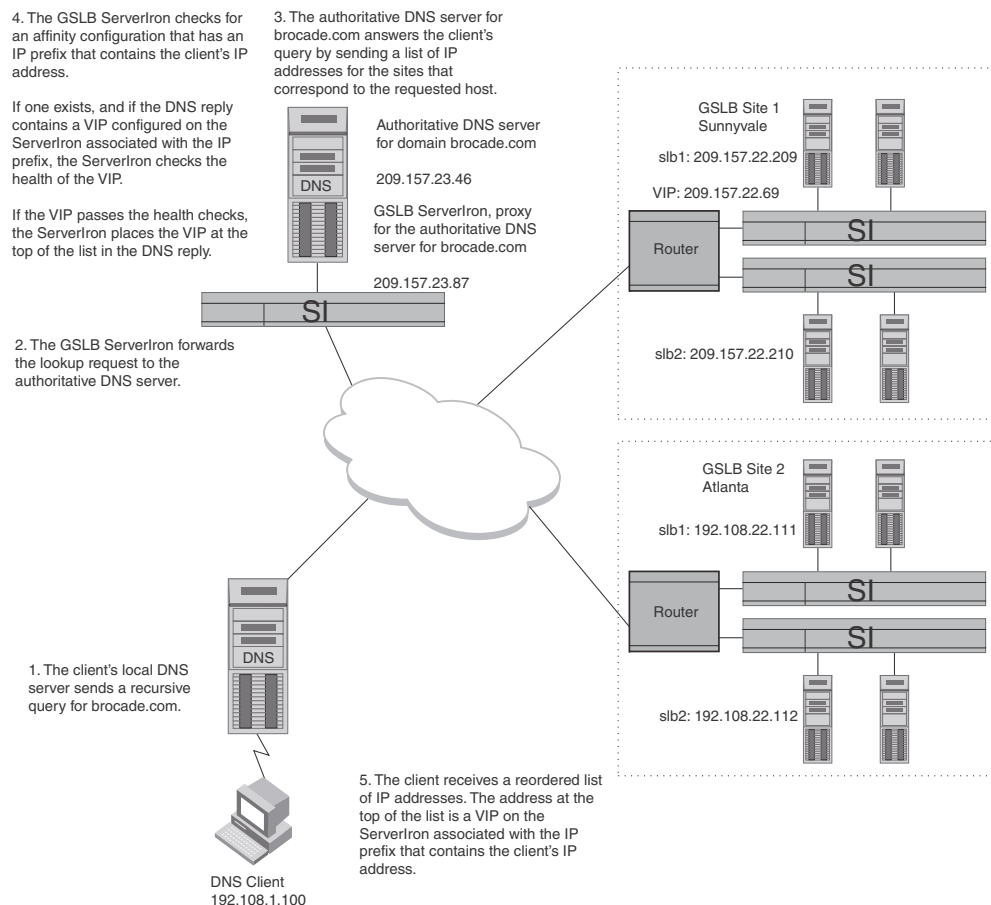 4. The GSLB ServerIron checks for
an affinity configuration that has an
IP prefix that contains the client's IP
address.
If one exists, and if the DNS reply
contains a VIP configured on the
ServerIron associated with the IP
prefix, the ServerIron checks the
health of the VIP.
If the VIP passes the health checks,
the ServerIron places the VIP at the
top of the list in the DNS reply.
3. The authoritative DNS server for
brocade.com answers the client's
query by sending a list of IP
addresses for the sites that
correspond to the requested host.
DNS
Authoritative DNS server
for domain brocade.com
209.157.23.46
GSLB ServerIron, proxy
for the authoritative DNS
server for brocade.com
209.157.23.87
SI
2. The GSLB ServerIron forwards
the lookup request to the
authoritative DNS server.
GSLB Site 1
Sunnyvale
slb1: 209.157.22.209
VIP: 209.157.22.69
Router
SI
SI
slb2: 209.157.22.210
GSLB Site 2
Atlanta
slb1: 192.108.22.111
Router
SI
SI
slb2: 192.108.22.112
1. The client's local DNS
server sends a recursive
query for brocade.com.
DNS
DNS Client
192.108.1.100
5. The client receives a reordered list
of IP addresses. The address at the
top of the list is a VIP on the
ServerIron associated with the IP
prefix that contains the client's IP
address.